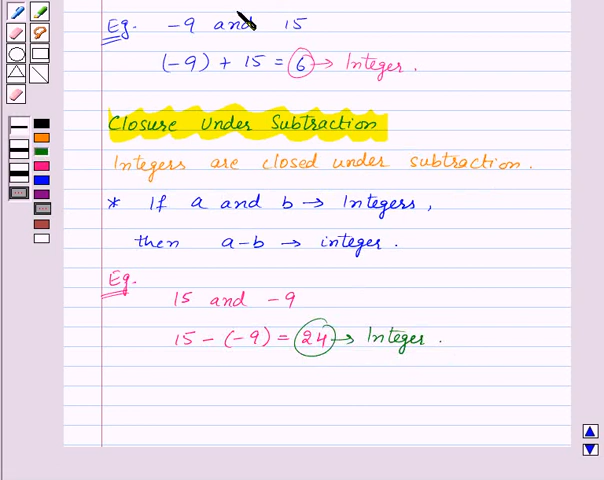 Eg. -9 and 15
(-9) + 15 = 6 → Integer.
Closure Under Subtraction
Integers are closed under subtraction.
* If a and b → Integers,
then a-b → integer.
Eg.
15 and -9
15 - (-9) = 24 → Integer.